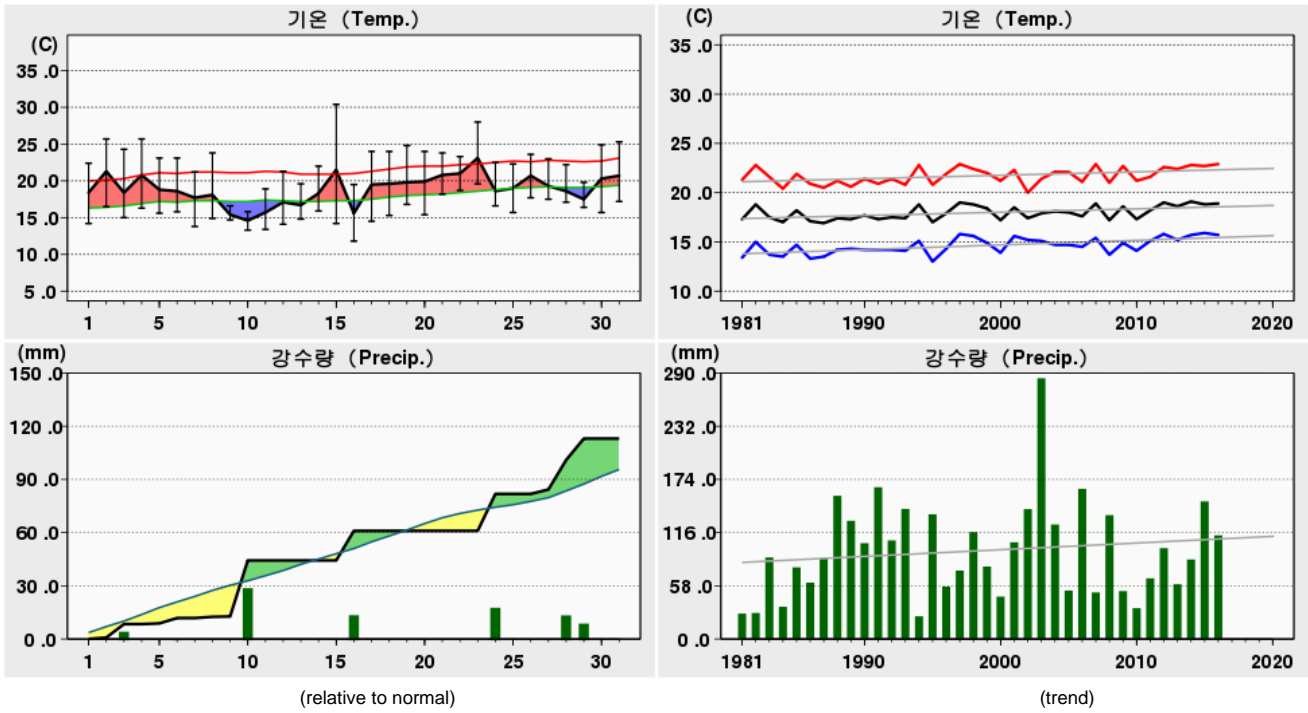 기온 (Temp.)
(C)
35 .0
30 .0
25 .0
20 .0
15 .0
10 .0
5 .0
1 5 10 15 20 25 30
기온 (Temp.)
(C)
35 .0
30 .0
25 .0
20 .0
15 .0
10 .0
1981 1990 2000 2010 2020
강수량 (Precip.)
(mm)
150 .0
120 .0
90 .0
60 .0
30 .0
0 .0
1 5 10 15 20 25 30
(relative to normal)
강수량 (Precip.)
(mm)
290 .0
232 .0
174 .0
116 .0
58 .0
0 .0
1981 1990 2000 2010 2020
(trend)